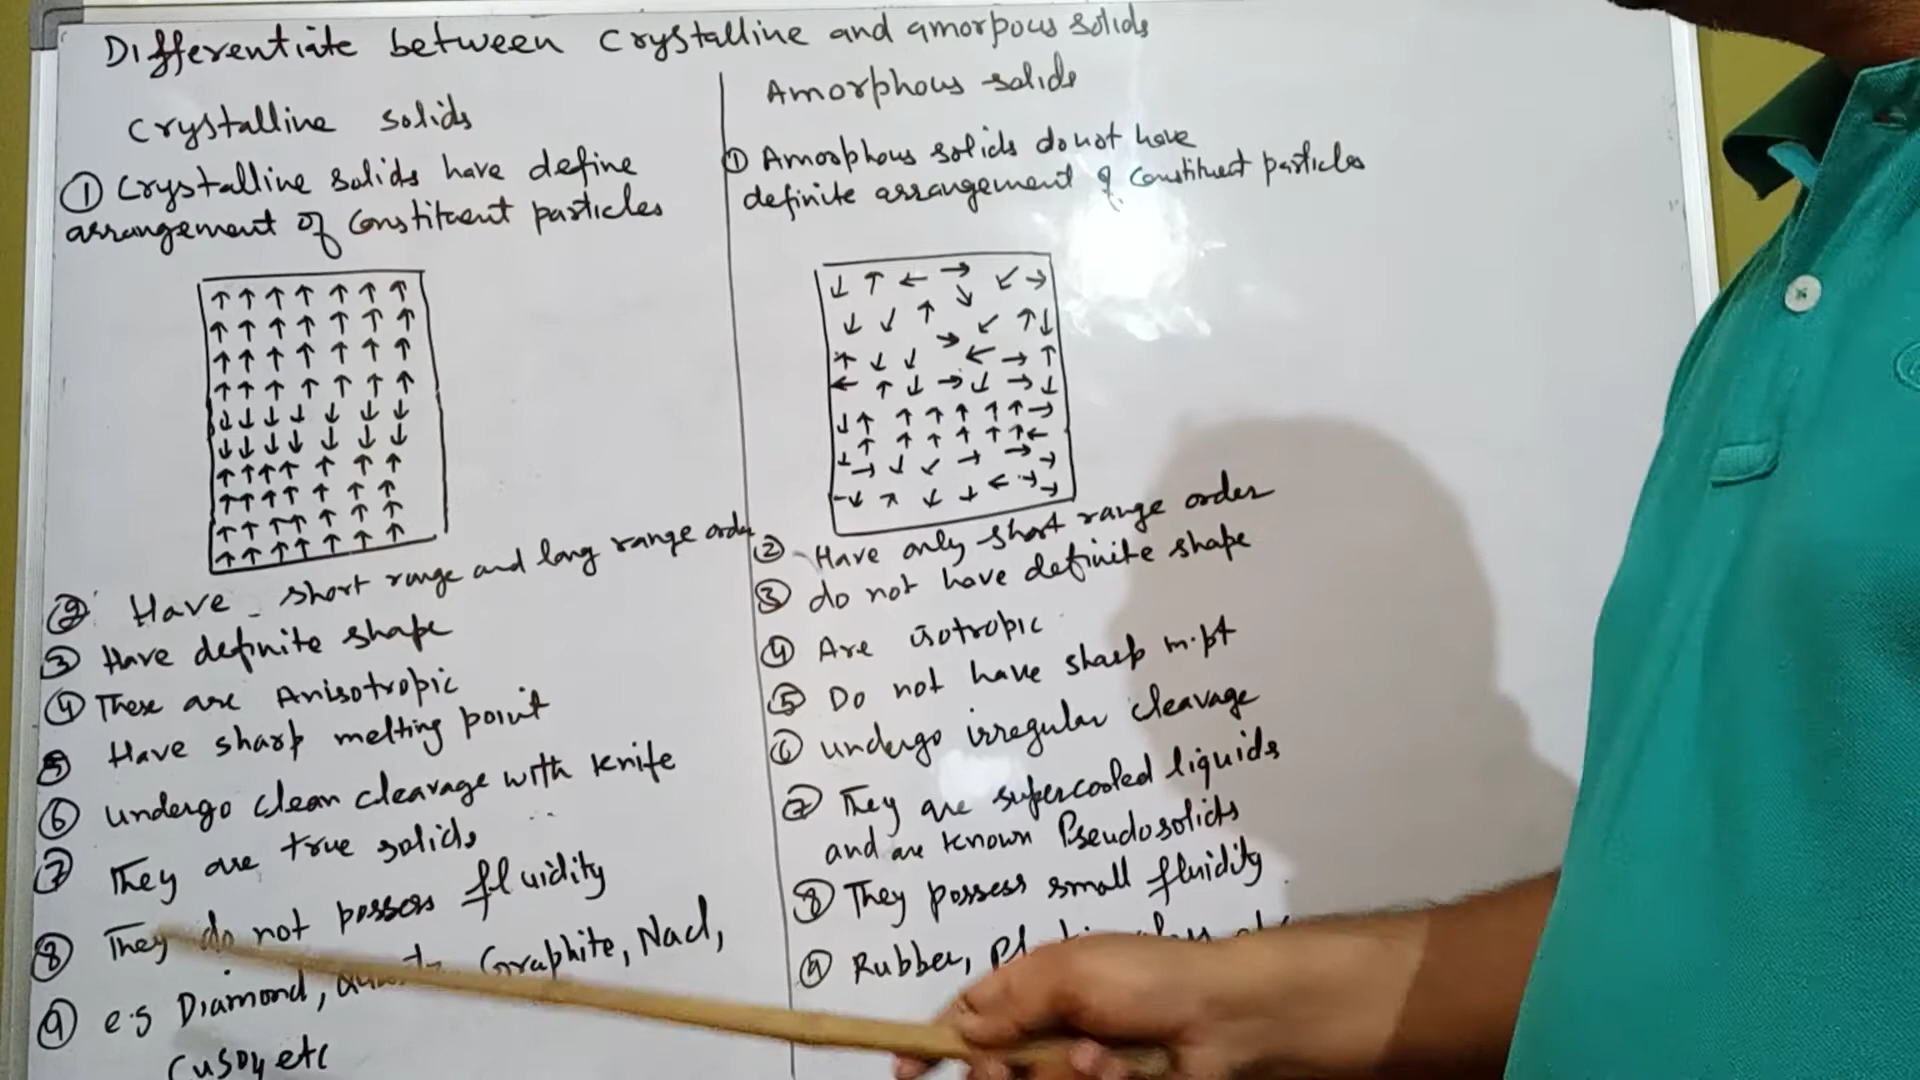 Differentiate between crystalline and amorpous solids
crystalline solids
① Crystalline solids have define
arrangement of constituent particles
② Have short range and long range order
③ Have definite shape
④ These are Anisotropic
⑤ Have sharp melting point
⑥ undergo clean cleavage with knife
⑦ They are true solids
⑧ They do not possess fluidity
⑨ e.g Diamond, Graphite, Nacl,
CuSO4 etc
Amorphous solids
① Amorphous solids do not have
definite arrangement of constituent particles
② Have only short range order
③ do not have definite shape
④ Are isotropic
⑤ Do not have sharp m.pt
⑥ undergo irregular cleavage
⑦ They are supercooled liquids
and are known Pseudosolids
⑧ They possess small fluidity
⑨ Rubber,